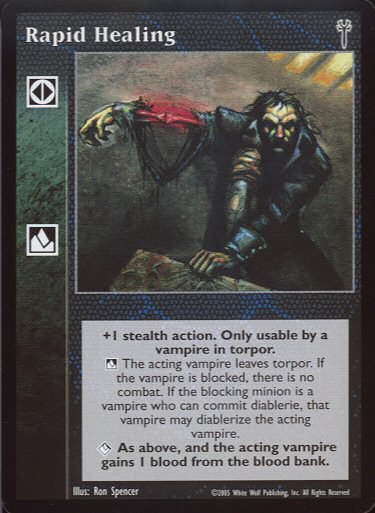 Rapid Healing
+1 stealth action. Only usable by a
vampire in torpor.
The acting vampire leaves torpor. If
the vampire is blocked, there is no
combat. If the blocking minion is a
vampire who can commit diablerie, that
vampire may diablerize the acting
vampire.
As above, and the acting vampire
gains 1 blood from the blood bank.
Illus: Ron Spencer
©2005 White Wolf Publishing, Inc. All Rights Reserved